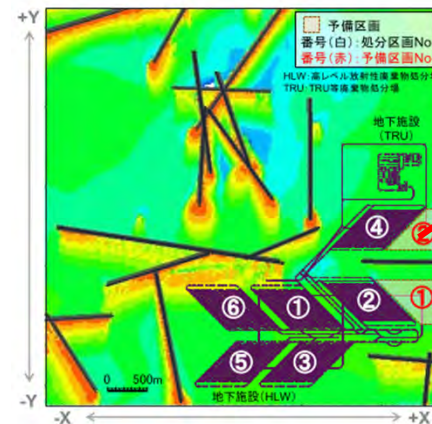 +Y
予備区画
番号(白):処分区画No
番号(赤):予備区画No
HLW:高レベル放射性廃棄物処分場
TRU:TRU等廃棄物処分場
地下施設
(TRU)
④
②
⑥
①
②
①
⑤
③
0 500m
地下施設(HLW)
-Y
-X
+X